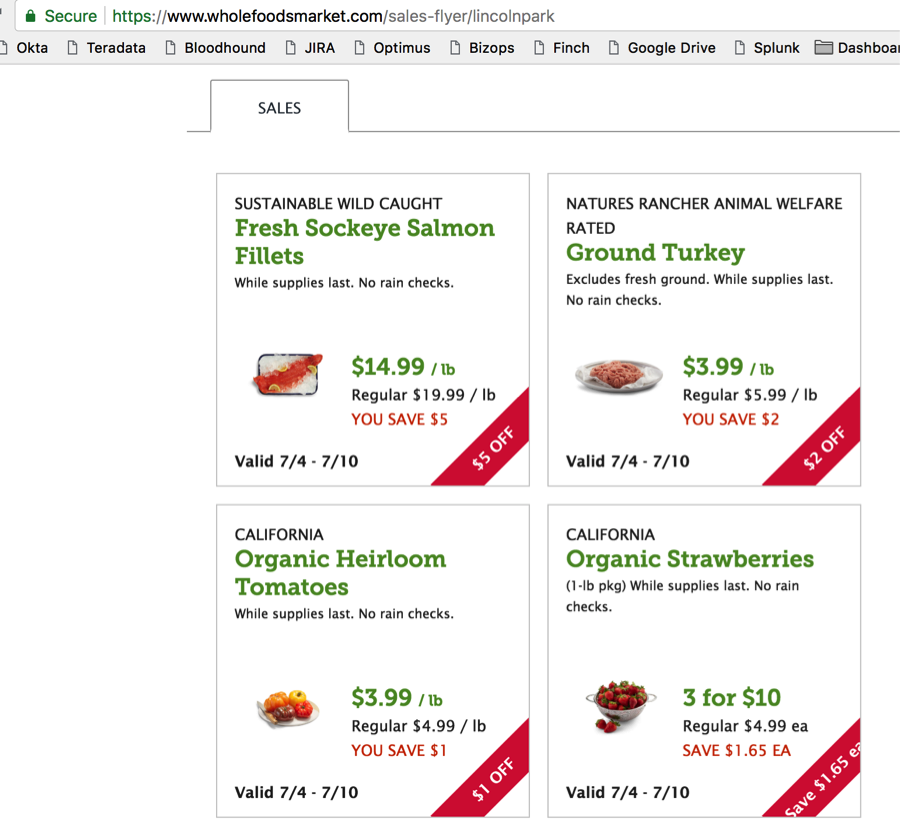 Secure https://www.wholefoodsmarket.com/sales-flyer/lincolnpark
Okta Teradata Bloodhound JIRA Optimus Bizops Finch Google Drive Splunk Dashboar
SALES
SUSTAINABLE WILD CAUGHT
Fresh Sockeye Salmon
Fillets
While supplies last. No rain checks.
$14.99 / lb
Regular $19.99 / lb
YOU SAVE $5
$5 OFF
Valid 7/4 - 7/10
NATURES RANCHER ANIMAL WELFARE
RATED
Ground Turkey
Excludes fresh ground. While supplies last.
No rain checks.
$3.99 / lb
Regular $5.99 / lb
YOU SAVE $2
$2 OFF
Valid 7/4 - 7/10
CALIFORNIA
Organic Heirloom
Tomatoes
While supplies last. No rain checks.
$3.99 / lb
Regular $4.99 / lb
YOU SAVE $1
$1 OFF
Valid 7/4 - 7/10
CALIFORNIA
Organic Strawberries
(1-lb pkg) While supplies last. No rain
checks.
3 for $10
Regular $4.99 ea
SAVE $1.65 EA
Save $1.65 ea
Valid 7/4 - 7/10